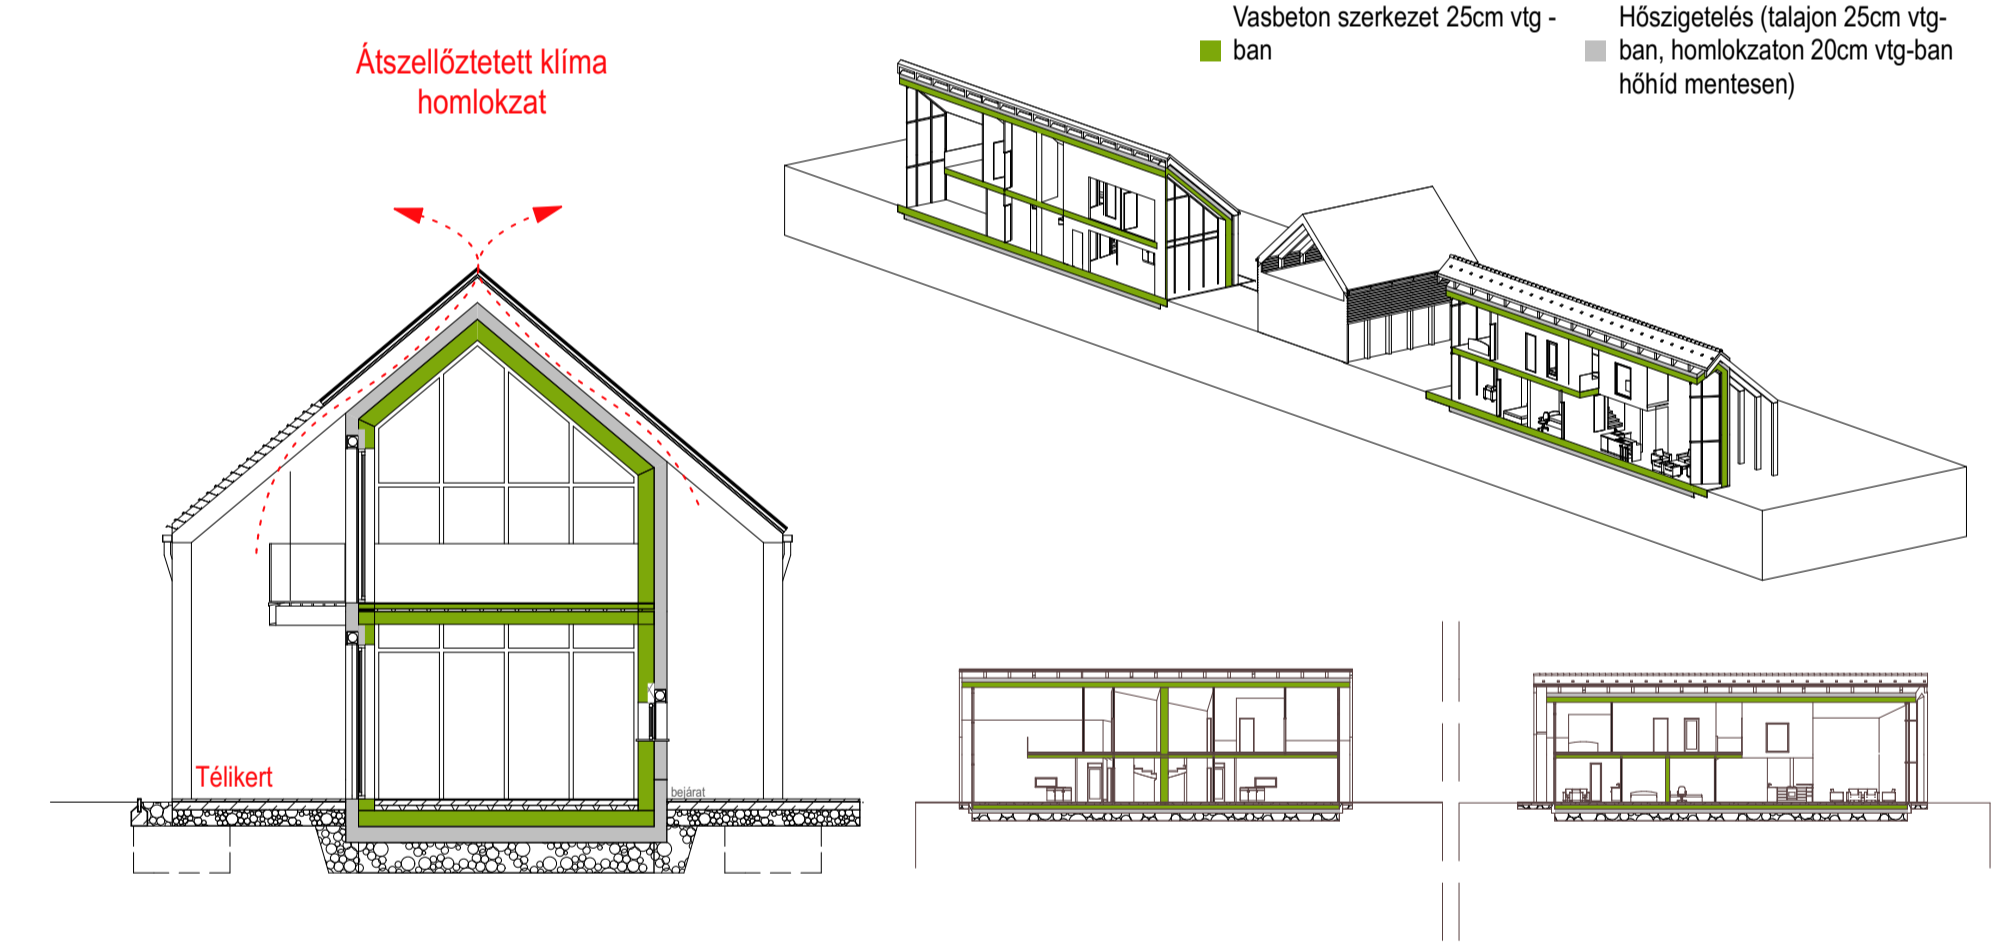 Vasbeton szerkezet 25cm vtg -
ban
Hőszigetelés (talajon 25cm vtg-
ban, homlokzaton 20cm vtg-ban
hőhíd mentesen)
Átszellőztetett klíma
homlokzat
Télikert
bejárat